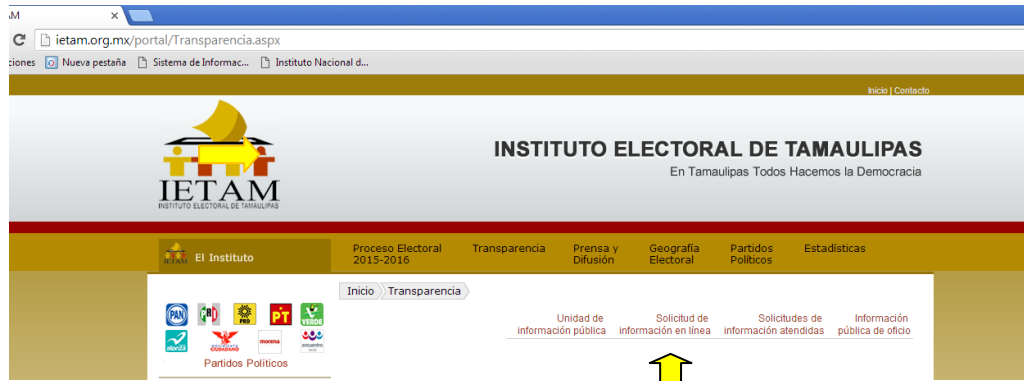 AM
ietam.org.mx/portal/Transparencia.aspx
ciones Nueva pestaña Sistema de Informac... Instituto Nacional d...
Inicio | Contacto
INSTITUTO ELECTORAL DE TAMAULIPAS
En Tamaulipas Todos Hacemos la Democracia
IETAM
INSTITUTO ELECTORAL DE TAMAULIPAS
IETAM El Instituto
Proceso Electoral 2015-2016
Transparencia
Prensa y Difusión
Geografía Electoral
Partidos Políticos
Estadísticas
Inicio Transparencia
PAN PRI PRD PT VERDE
alianza CIUDADANO morena encuentro
Partidos Políticos
Unidad de información pública
Solicitud de información en línea
Solicitudes de información atendidas
Información pública de oficio